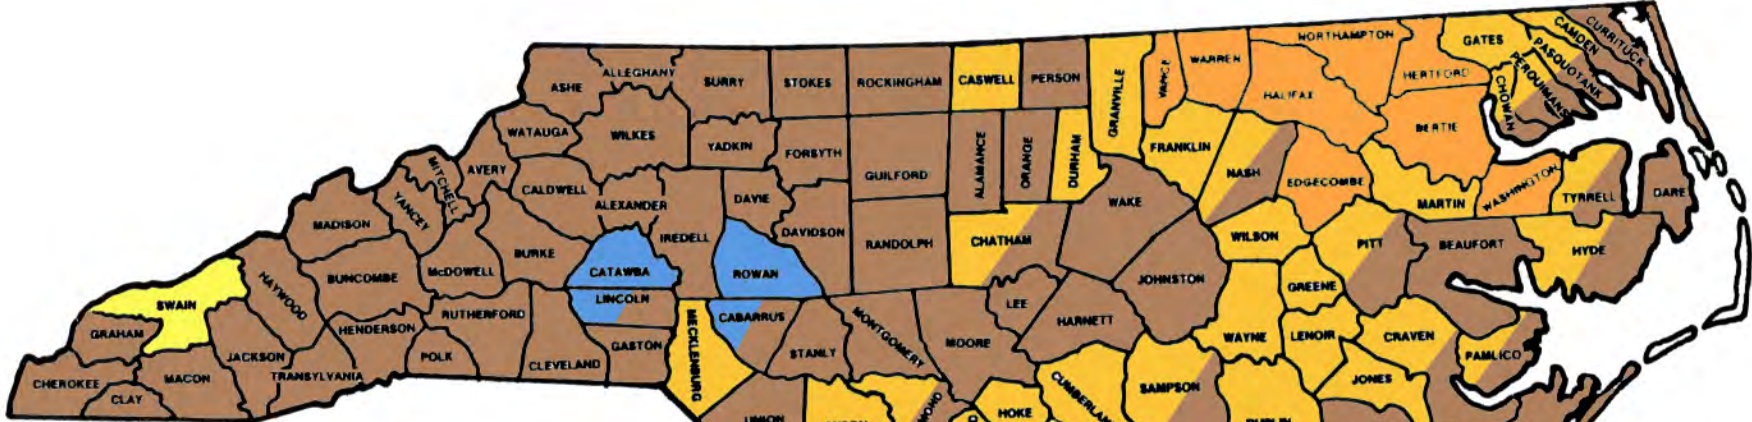 NORTHAMPTON
GATES
CAMDEN
CURRITUCK
PASQUOTANK
PERQUIMANS
CHOWAN
ASHE
ALLEGHANY
SURRY
STOKES
ROCKINGHAM
CASWELL
PERSON
GRANVILLE
VANCE
WARREN
HALIFAX
HERTFORD
BERTIE
WATAUGA
WILKES
YADKIN
FORSYTH
GUILFORD
ALAMANCE
ORANGE
DURHAM
FRANKLIN
NASH
EDGECOMBE
MARTIN
WASHINGTON
TYRRELL
DARE
MITCHELL
AVERY
YANCEY
CALDWELL
ALEXANDER
DAVIE
IREDELL
DAVIDSON
RANDOLPH
CHATHAM
WAKE
WILSON
PITT
BEAUFORT
HYDE
MADISON
BUNCOMBE
McDOWELL
BURKE
CATAWBA
ROWAN
LINCOLN
JOHNSTON
GREENE
SWAIN
HAYWOOD
GRAHAM
HENDERSON
RUTHERFORD
CABARRUS
MECKLENBURG
MONTGOMERY
LEE
HARNETT
MOORE
WAYNE
LENOIR
CRAVEN
PAMLICO
JACKSON
POLK
CLEVELAND
GASTON
STANLY
CHEROKEE
CLAY
MACON
TRANSYLVANIA
SAMPSON
JONES
HOKE
UNION